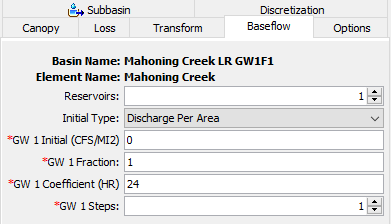 Subbasin Discretization
Canopy Loss Transform Baseflow Options
Basin Name: Mahoning Creek LR GW1F1
Element Name: Mahoning Creek
Reservoirs: 1
Initial Type: Discharge Per Area
*GW 1 Initial (CFS/MI2) 0
*GW 1 Fraction: 1
*GW 1 Coefficient (HR) 24
*GW 1 Steps: 1